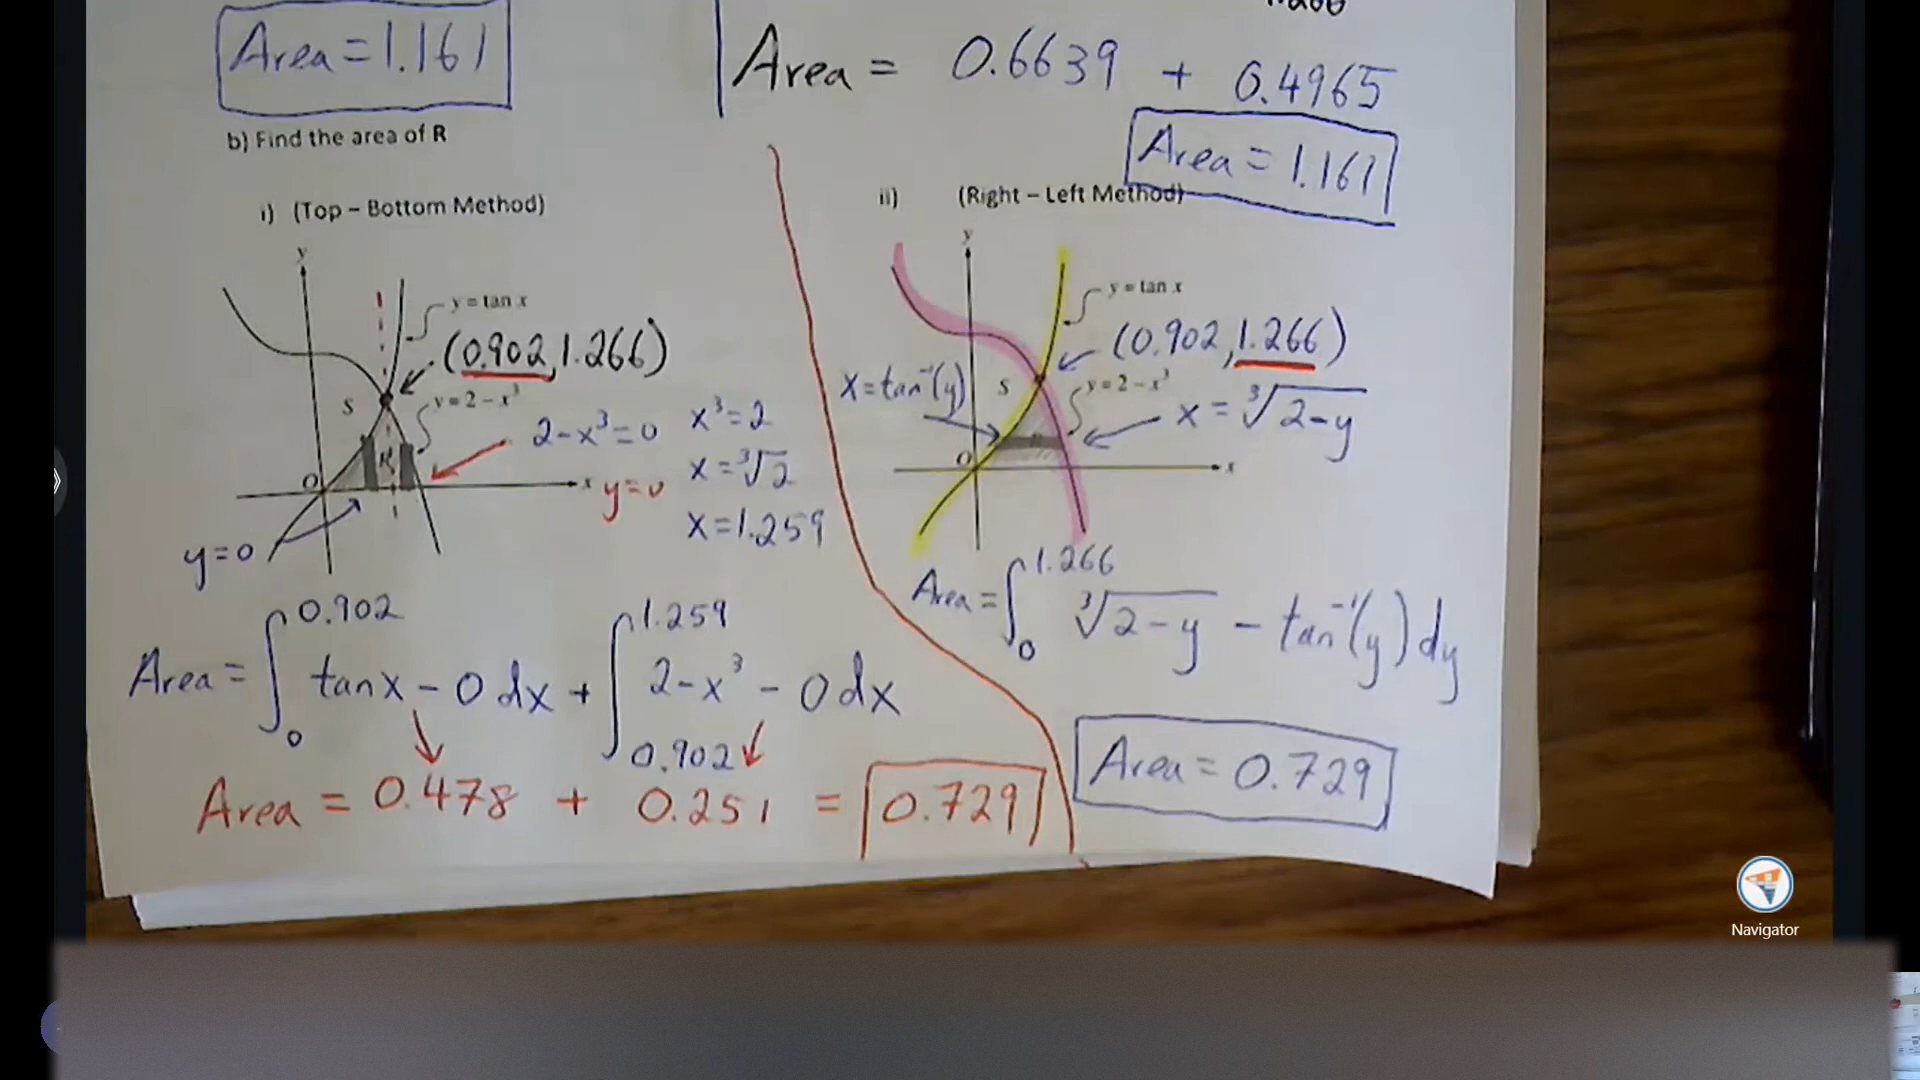 Area = 1.161
Area = 0.6639 + 0.4965
Area = 1.161
b) Find the area of R
i) (Top – Bottom Method)
y
y = tan x
(0.902, 1.266)
S
y = 2 - x³
2-x³=0
x³=2
x=∛2
x=1.259
R
O
x
y=0
y=0
Area = ∫₀^0.902 tanx - 0 dx + ∫_0.902^1.259 2-x³ - 0 dx
Area = 0.478 + 0.251 = 0.729
ii) (Right – Left Method)
y
y = tan x
(0.902, 1.266)
x=tan⁻¹(y)
S
y = 2 - x³
x = ∛2-y
R
O
x
Area = ∫₀^1.266 ∛2-y - tan⁻¹(y) dy
Area = 0.729
Navigator